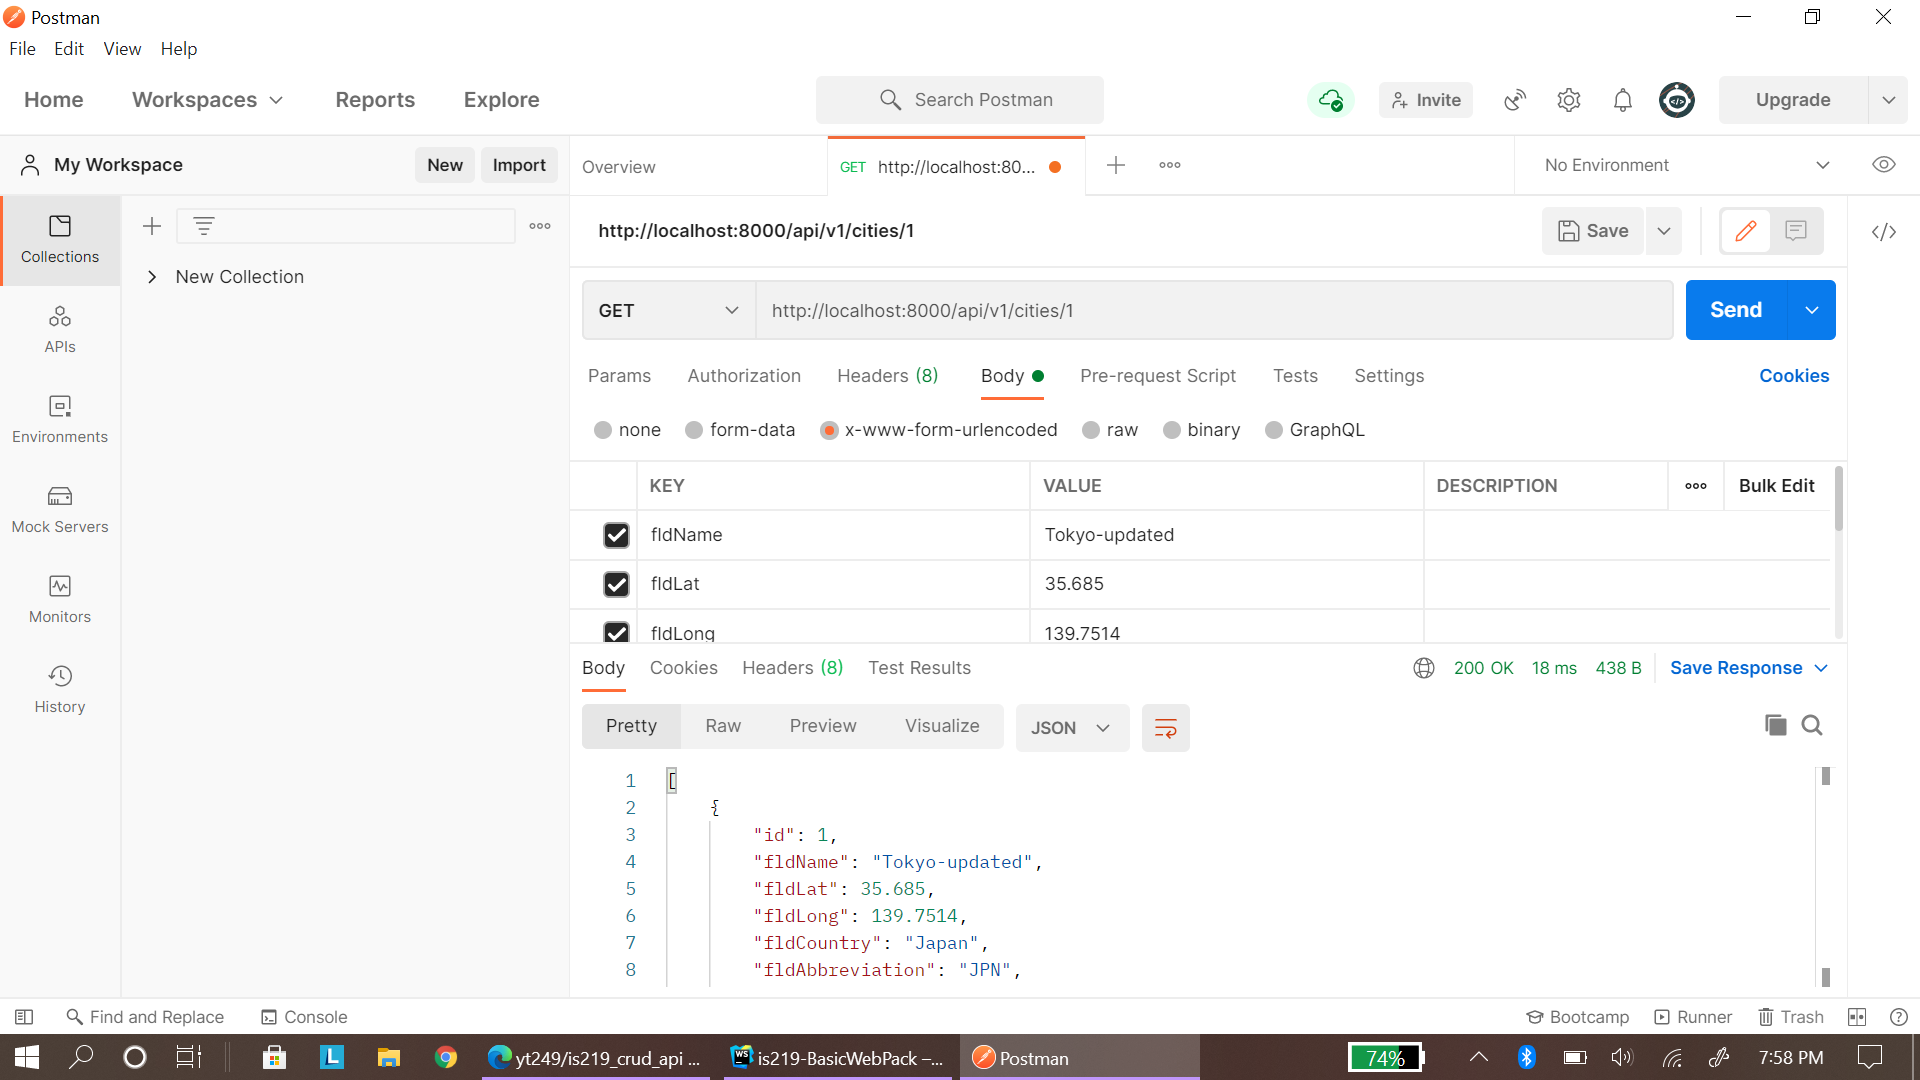 Postman
File Edit View Help
Home Workspaces Reports Explore Search Postman Invite Upgrade
My Workspace New Import Overview GET http://localhost:80... No Environment
Collections
APIs
Environments
Mock Servers
Monitors
History
New Collection
http://localhost:8000/api/v1/cities/1 Save
GET http://localhost:8000/api/v1/cities/1 Send
Params Authorization Headers (8) Body Pre-request Script Tests Settings Cookies
none form-data x-www-form-urlencoded raw binary GraphQL
KEY VALUE DESCRIPTION Bulk Edit
fldName Tokyo-updated
fldLat 35.685
fldLong 139.7514
Body Cookies Headers (8) Test Results 200 OK 18 ms 438 B Save Response
Pretty Raw Preview Visualize JSON
1 [
2 {
3 "id": 1,
4 "fldName": "Tokyo-updated",
5 "fldLat": 35.685,
6 "fldLong": 139.7514,
7 "fldCountry": "Japan",
8 "fldAbbreviation": "JPN",
Find and Replace Console Bootcamp Runner Trash
L yt249/is219_crud_api ... WS is219-BasicWebPack –... Postman 74% 7:58 PM